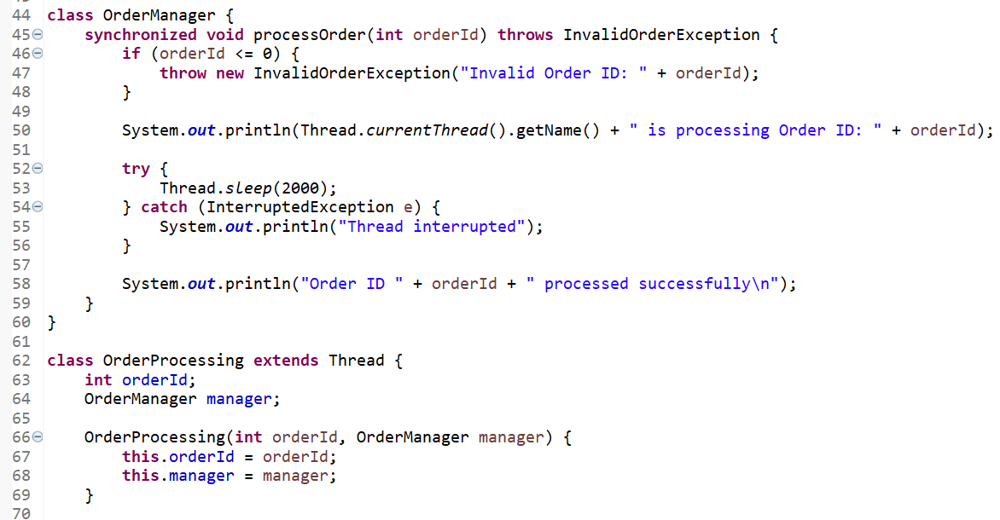 44 class OrderManager {
45 synchronized void processOrder(int orderId) throws InvalidOrderException {
46 if (orderId <= 0) {
47 throw new InvalidOrderException("Invalid Order ID: " + orderId);
48 }
49
50 System.out.println(Thread.currentThread().getName() + " is processing Order ID: " + orderId);
51
52 try {
53 Thread.sleep(2000);
54 } catch (InterruptedException e) {
55 System.out.println("Thread interrupted");
56 }
57
58 System.out.println("Order ID " + orderId + " processed successfully\n");
59 }
60 }
61
62 class OrderProcessing extends Thread {
63 int orderId;
64 OrderManager manager;
65
66 OrderProcessing(int orderId, OrderManager manager) {
67 this.orderId = orderId;
68 this.manager = manager;
69 }
70